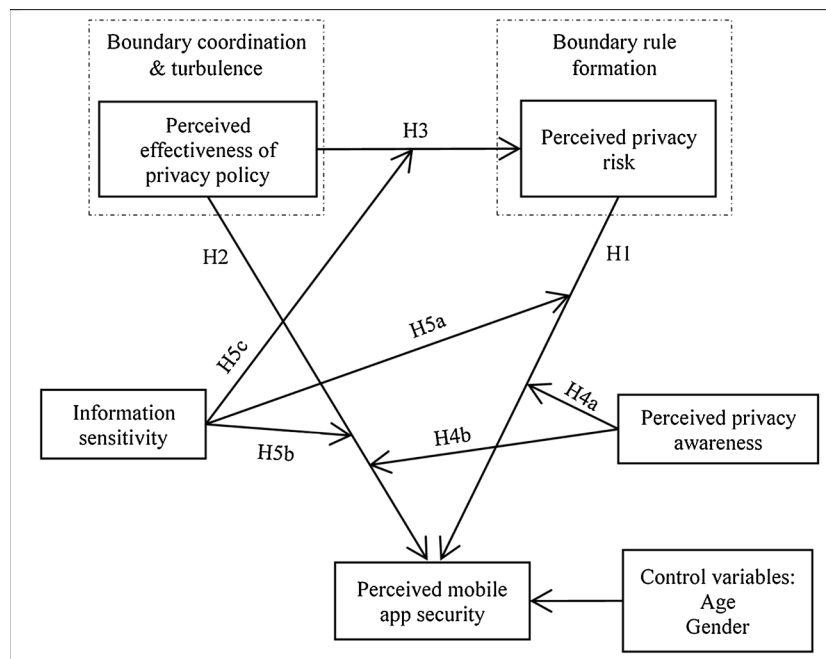 Boundary coordination
& turbulence
Perceived
effectiveness of
privacy policy
Boundary rule
formation
Perceived privacy
risk
H3
H2
H1
H5c
H5a
H4a
Information
sensitivity
H5b
H4b
Perceived privacy
awareness
Perceived mobile
app security
Control variables:
Age
Gender